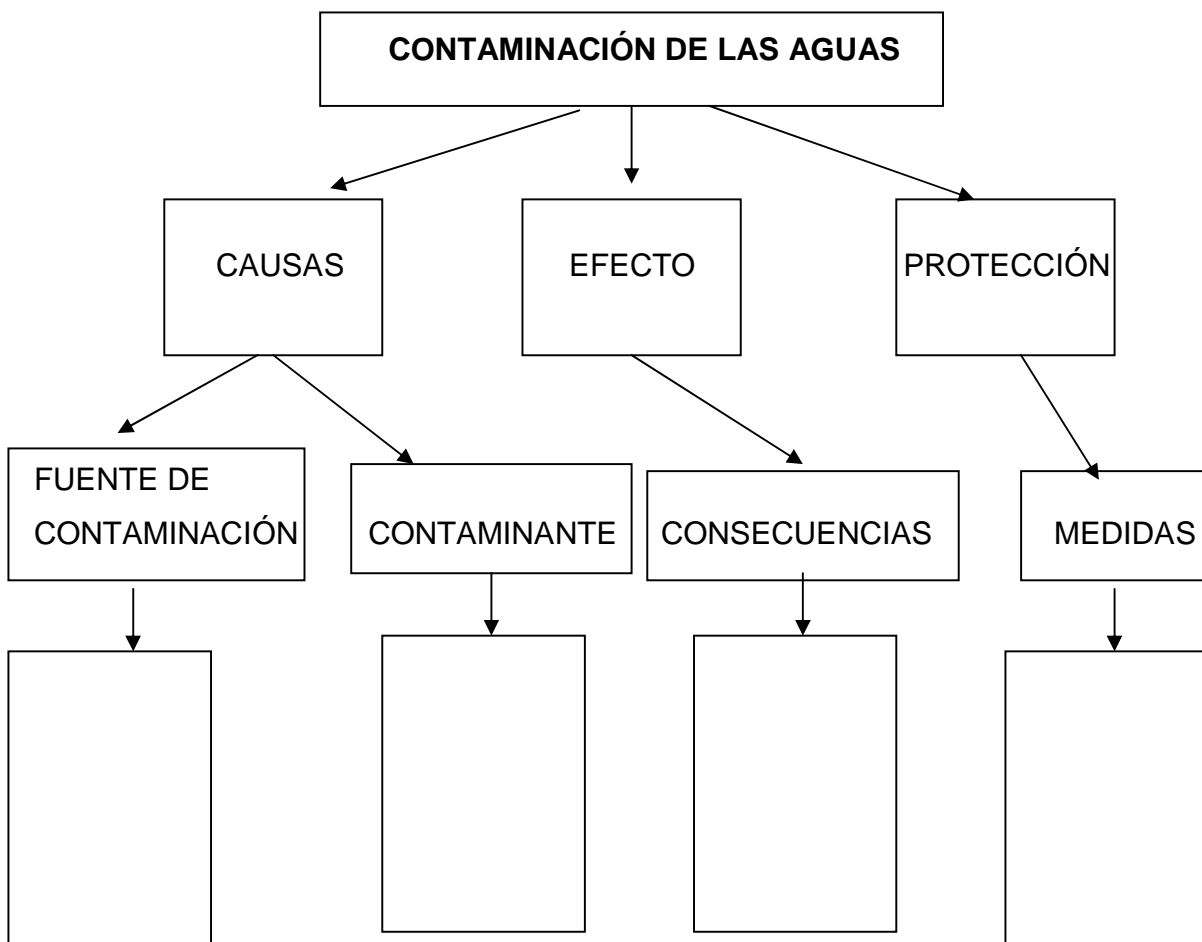 CONTAMINACIÓN DE LAS AGUAS
CAUSAS
EFECTO
PROTECCIÓN
FUENTE DE
CONTAMINACIÓN
CONTAMINANTE
CONSECUENCIAS
MEDIDAS